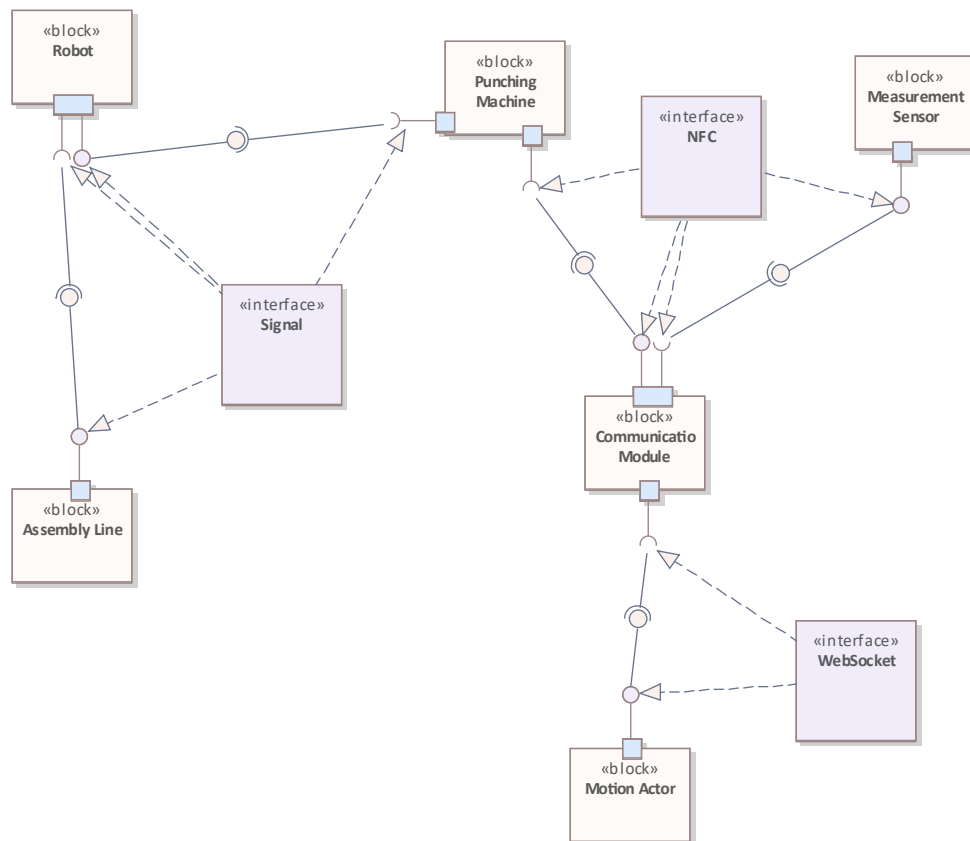 «block»
Robot
«block»
Punching
Machine
«block»
Measurement
Sensor
«interface»
NFC
«interface»
Signal
«block»
Communicatio
Module
«block»
Assembly Line
«interface»
WebSocket
«block»
Motion Actor